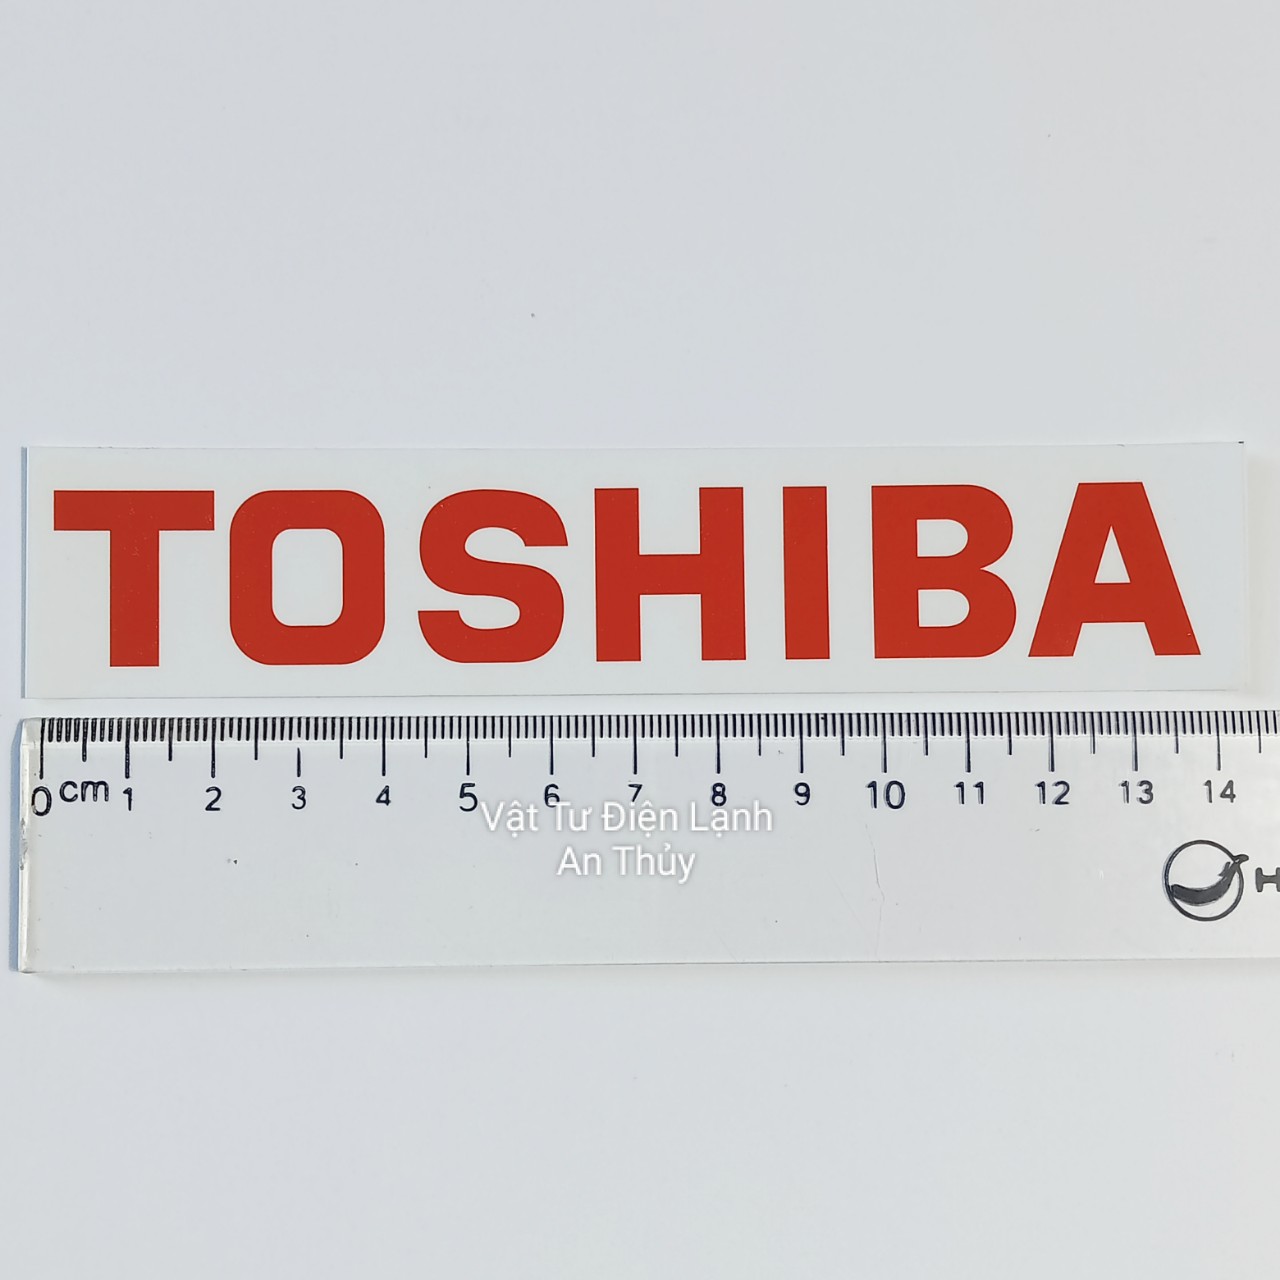 TOSHIBA
0 cm 1 2 3 4 5 6 7 8 9 10 11 12 13 14
Vật Tư Điện Lạnh
An Thủy
H